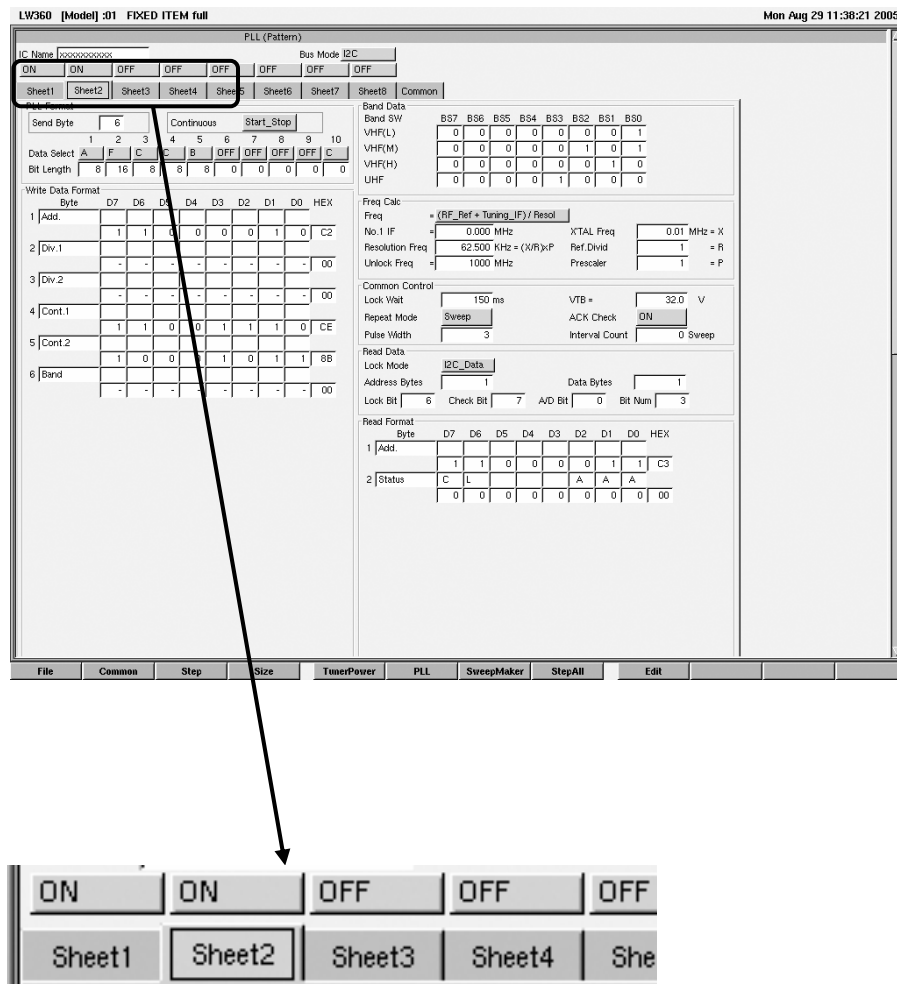 LW360 [Model] :01 FIXED ITEM full Mon Aug 29 11:38:21 2005
PLL (Pattern)
IC Name xxxxxxxxxx Bus Mode I2C
ON ON OFF OFF OFF OFF OFF OFF
Sheet1 Sheet2 Sheet3 Sheet4 Sheet5 Sheet6 Sheet7 Sheet8 Common
PLL Format
Send Byte 6 Continuous Start_Stop
1 2 3 4 5 6 7 8 9 10
Data Select A F C C B OFF OFF OFF OFF C
Bit Length 8 16 8 8 8 0 0 0 0 0
Write Data Format
Byte D7 D6 D5 D4 D3 D2 D1 D0 HEX
1 Add.
1 1 0 0 0 0 1 0 C2
2 Div.1
- - - - - - - - 00
3 Div.2
- - - - - - - - 00
4 Cont.1
1 1 0 0 1 1 1 0 CE
5 Cont.2
1 0 0 0 1 0 1 1 8B
6 Band
- - - - - - - - 00
Band Data
Band SW BS7 BS6 BS5 BS4 BS3 BS2 BS1 BS0
VHF(L) 0 0 0 0 0 0 0 1
VHF(M) 0 0 0 0 0 1 0 1
VHF(H) 0 0 0 0 0 0 1 0
UHF 0 0 0 0 1 0 0 0
Freq Calc
Freq = (RF_Ref + Tuning_IF) / Resol
No.1 IF = 0.000 MHz XTAL Freq 0.01 MHz = X
Resolution Freq 62.500 KHz = (X/R)xP Ref.Divid 1 = R
Unlock Freq = 1000 MHz Prescaler 1 = P
Common Control
Lock Wait 150 ms VTB = 32.0 V
Repeat Mode Sweep ACK Check ON
Pulse Width 3 Interval Count 0 Sweep
Read Data
Lock Mode I2C_Data
Address Bytes 1 Data Bytes 1
Lock Bit 6 Check Bit 7 A/D Bit 0 Bit Num 3
Read Format
Byte D7 D6 D5 D4 D3 D2 D1 D0 HEX
1 Add.
1 1 0 0 0 0 1 1 C3
2 Status C L A A A
0 0 0 0 0 0 0 0 00
File Common Step Size TunerPower PLL SweepMaker StepAll Edit
ON ON OFF OFF OFF
Sheet1 Sheet2 Sheet3 Sheet4 She